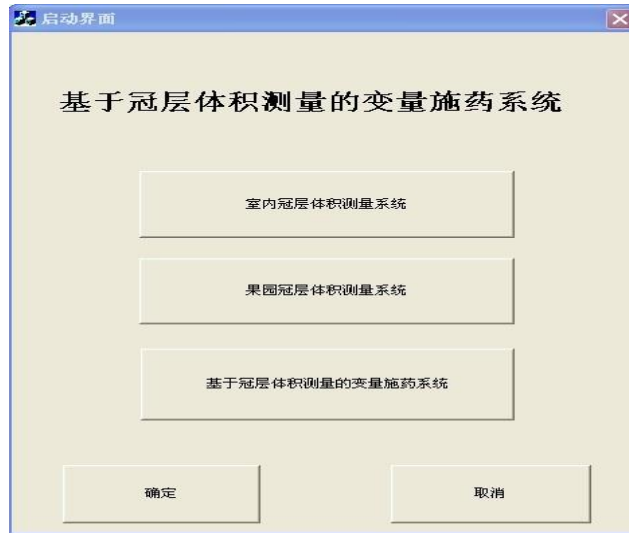 启动界面
基于冠层体积测量的变量施药系统
室内冠层体积测量系统
果园冠层体积测量系统
基于冠层体积测量的变量施药系统
确定
取消